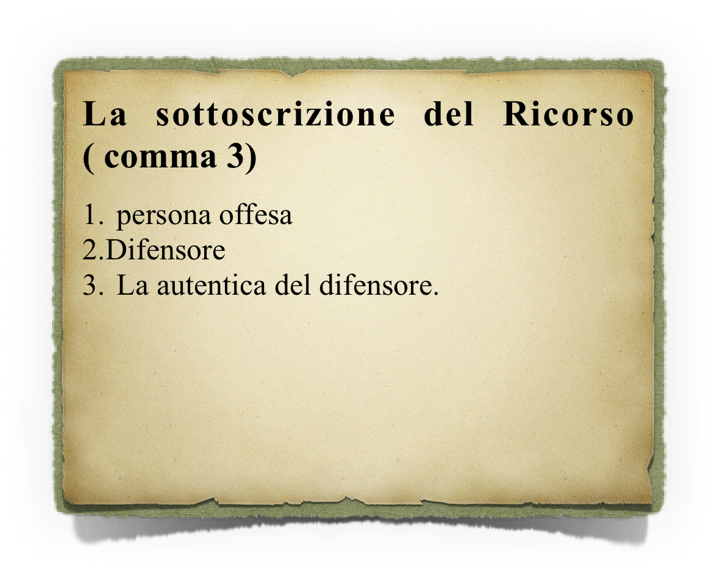 La sottoscrizione del Ricorso
( comma 3)
1. persona offesa
2.Difensore
3. La autentica del difensore.